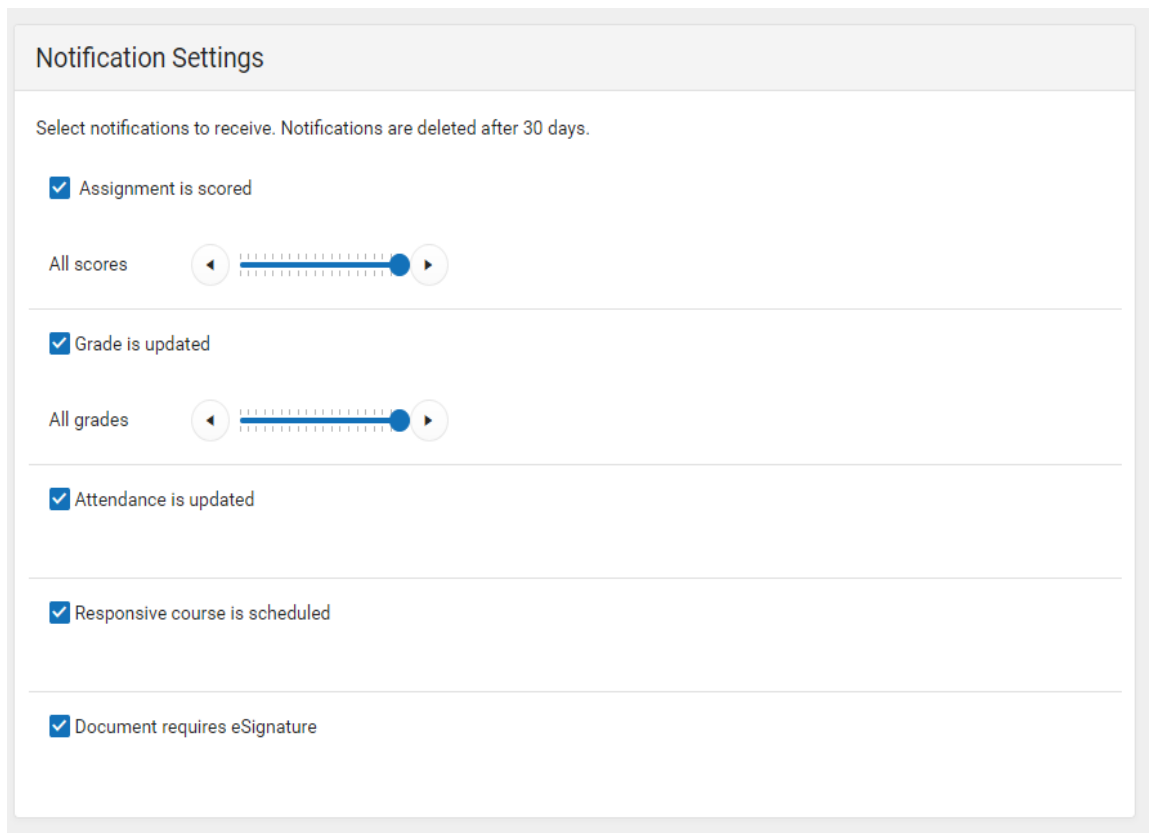 Notification Settings
Select notifications to receive. Notifications are deleted after 30 days.
Assignment is scored
All scores
Grade is updated
All grades
Attendance is updated
Responsive course is scheduled
Document requires eSignature